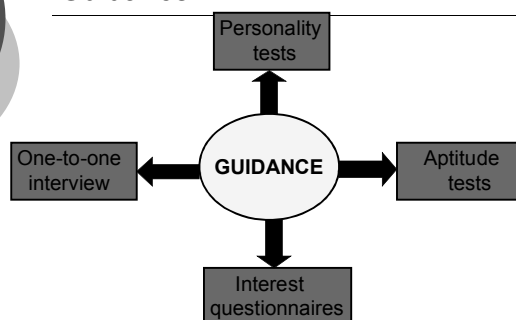 Personality
tests
One-to-one
interview
GUIDANCE
Aptitude
tests
Interest
questionnaires